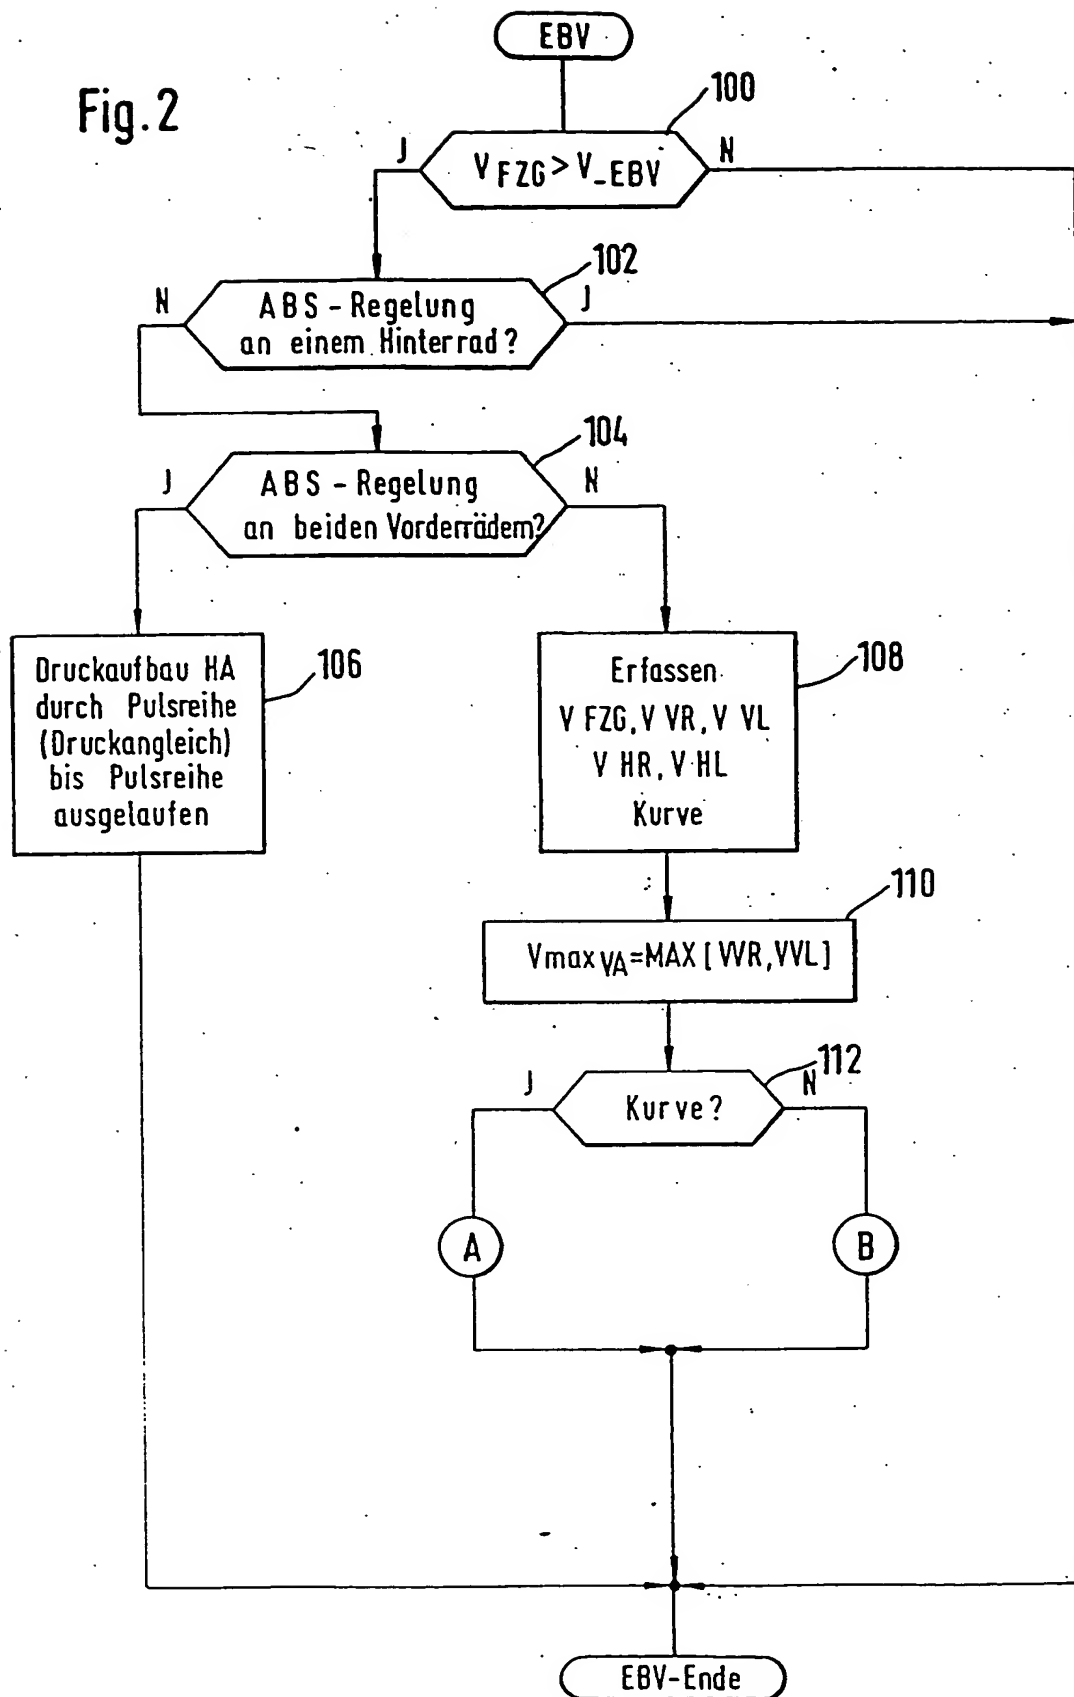 EBV
Fig. 2
100
J
V FZG > V_EBV
N
102
N
ABS - Regelung
an einem Hinterrad?
J
104
J
ABS - Regelung
an beiden Vorderrädern?
N
Druckaufbau HA
durch Pulsreihe
(Druckangleich)
bis Pulsreihe
ausgelaufen
106
Erfassen
V FZG, V VR, V VL
V HR, V HL
Kurve
108
110
Vmax VA = MAX [VVR, VVL]
112
J
Kurve?
N
A
B
EBV-Ende